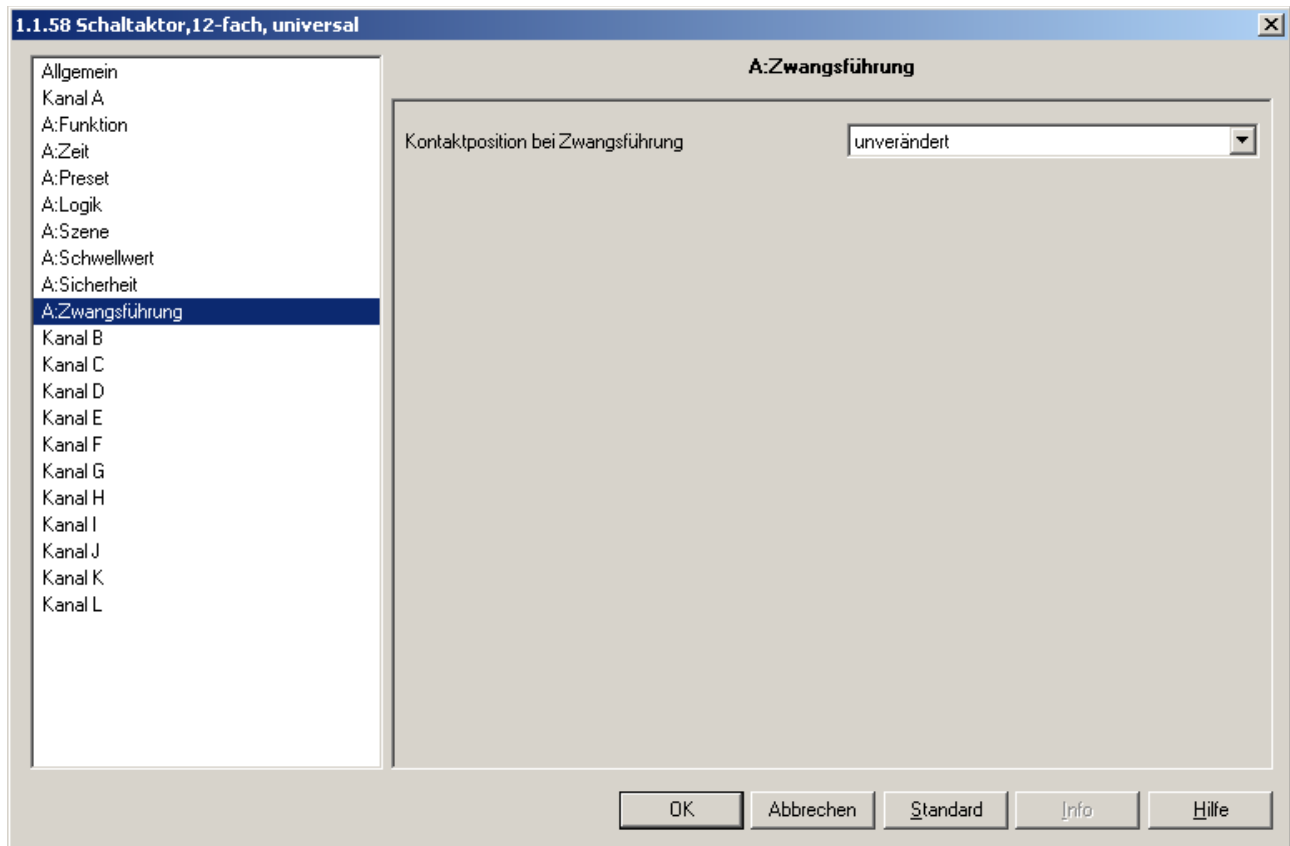 1.1.58 Schaltaktor,12-fach, universal
Allgemein
Kanal A
A:Funktion
A:Zeit
A:Preset
A:Logik
A:Szene
A:Schwellwert
A:Sicherheit
A:Zwangsführung
Kanal B
Kanal C
Kanal D
Kanal E
Kanal F
Kanal G
Kanal H
Kanal I
Kanal J
Kanal K
Kanal L
A:Zwangsführung
Kontaktposition bei Zwangsführung
unverändert
OK
Abbrechen
Standard
Info
Hilfe